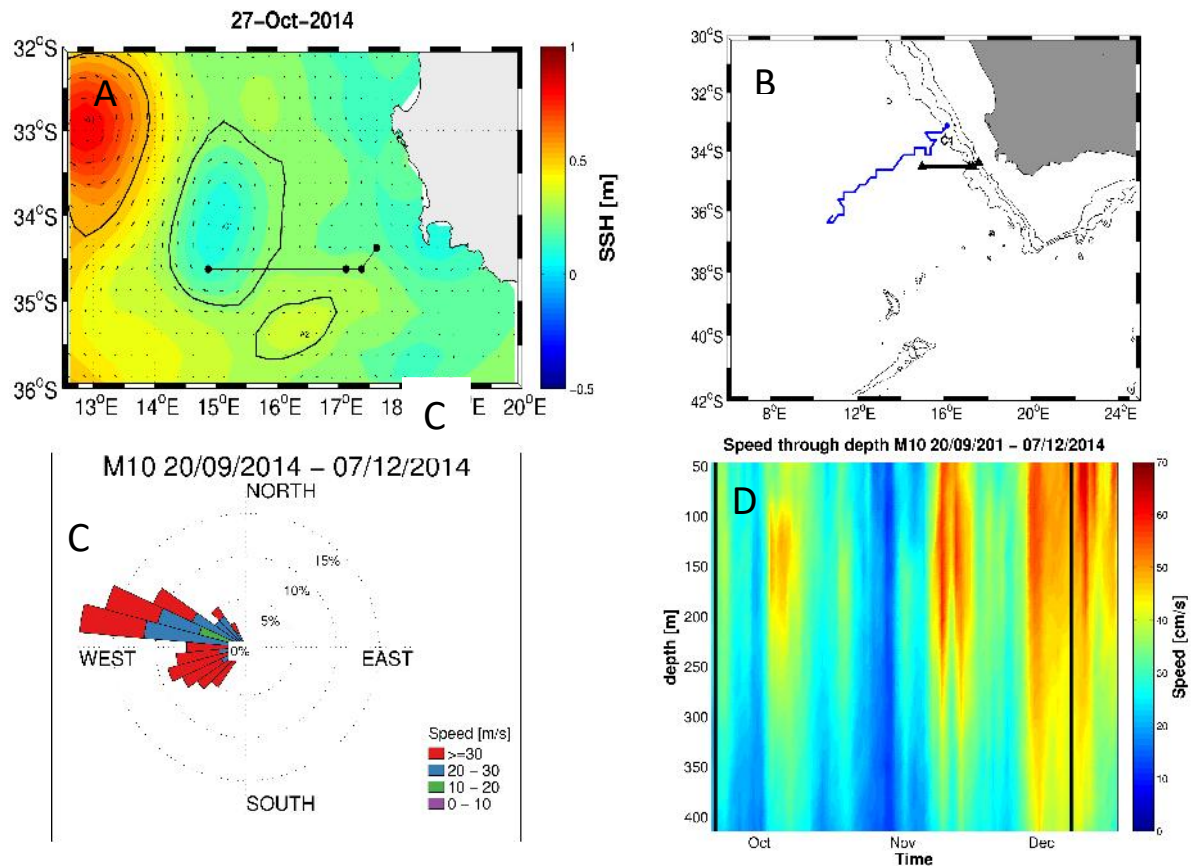 27-Oct-2014
A
32°S
33°S
34°S
35°S
36°S
13°E
14°E
15°E
16°E
17°E
18
E
20°E
1
0.5
0
-0.5
SSH [m]
A2
B
30°S
32°S
34°S
36°S
38°S
40°S
42°S
8°E
12°E
16°E
20°E
24°E
C1
C
M10 20/09/2014 – 07/12/2014
NORTH
C
15%
10%
5%
0%
WEST
EAST
SOUTH
Speed [m/s]
>=30
20 - 30
10 - 20
0 - 10
Speed through depth M10 20/09/201 – 07/12/2014
D
50
100
150
200
250
300
350
400
depth [m]
Oct
Nov
Dec
Time
70
60
50
40
30
20
10
0
Speed [cm/s]